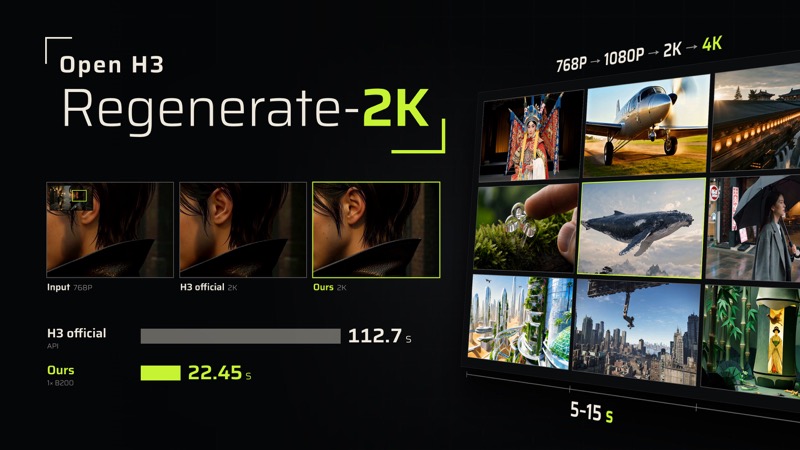 Open H3
Regenerate-2K
Input 768P
H3 official 2K
Ours 2K
H3 official
API
112.7 s
Ours
1× B200
22.45 s
768P → 1080P → 2K → 4K
5-15 s